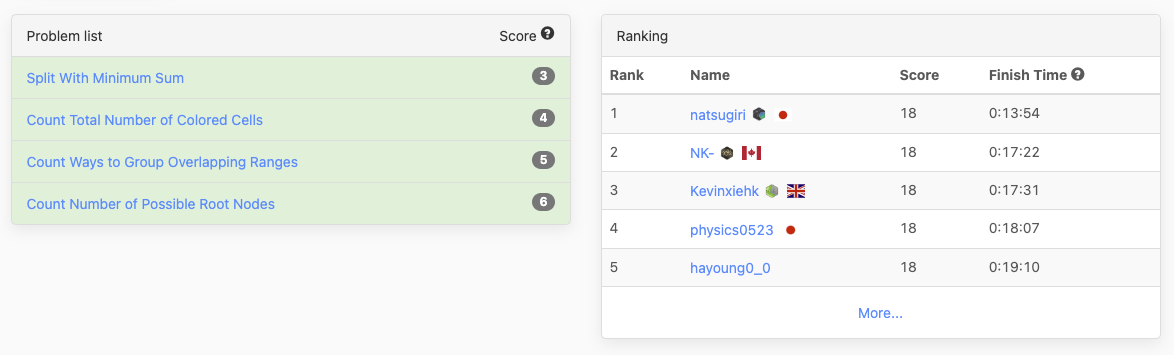 Problem list Score
Split With Minimum Sum 3
Count Total Number of Colored Cells 4
Count Ways to Group Overlapping Ranges 5
Count Number of Possible Root Nodes 6
Ranking
Rank Name Score Finish Time
1 natsugiri 18 0:13:54
2 NK- 18 0:17:22
3 Kevinxiehk 18 0:17:31
4 physics0523 18 0:18:07
5 hayoung0_0 18 0:19:10
More...